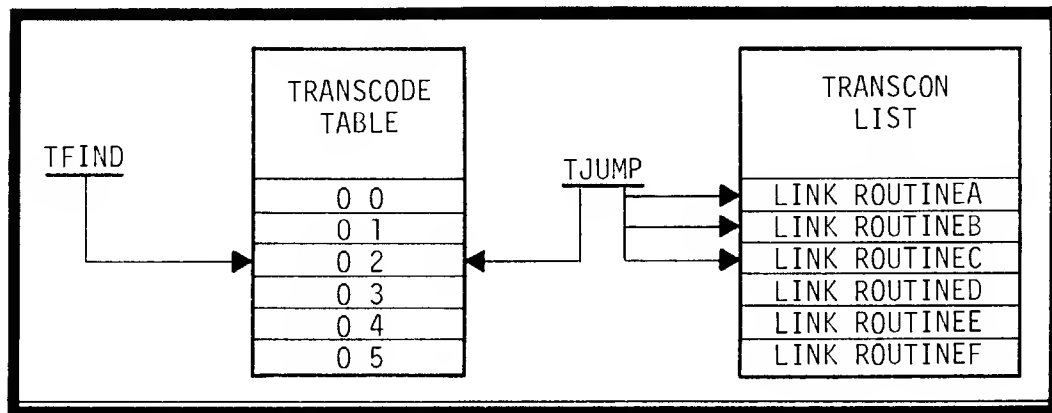 TRANSCODE
TABLE
TRANSCON
LIST
TFIND
TJUMP
0 0
0 1
0 2
0 3
0 4
0 5
LINK ROUTINEA
LINK ROUTINEB
LINK ROUTINEC
LINK ROUTINED
LINK ROUTINEE
LINK ROUTINEF